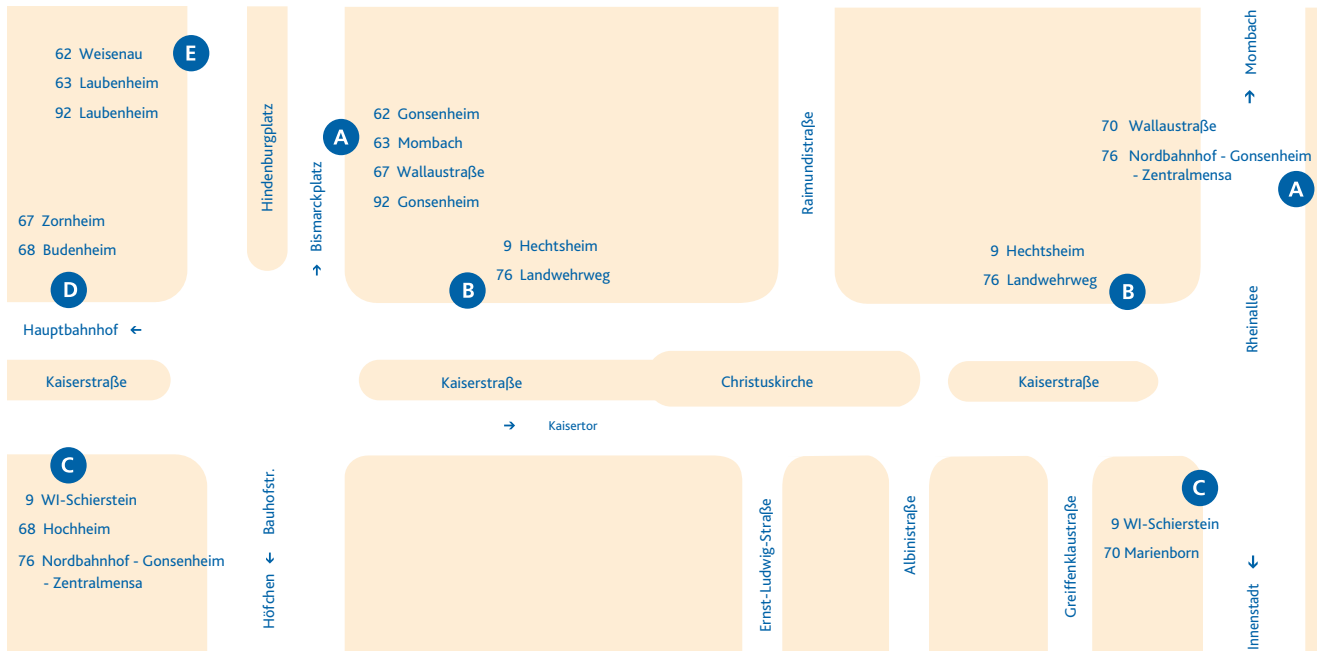 E
62 Weisenau
63 Laubenheim
92 Laubenheim
67 Zornheim
68 Budenheim
D
Hauptbahnhof ←
Hindenburgplatz
→ Bismarckplatz
A
62 Gonsenheim
63 Mombach
67 Wallaustraße
92 Gonsenheim
9 Hechtsheim
76 Landwehrweg
B
Raimundistraße
→ Mombach
70 Wallaustraße
76 Nordbahnhof - Gonsenheim
- Zentralmensa
A
9 Hechtsheim
76 Landwehrweg
B
Rheinallee
Kaiserstraße
Kaiserstraße
Christuskirche
Kaiserstraße
→ Kaisertor
C
9 WI-Schierstein
68 Hochheim
76 Nordbahnhof - Gonsenheim
- Zentralmensa
Höfchen ← Bauhofstr.
Ernst-Ludwig-Straße
Albinistraße
Greiffenklaustraße
C
9 WI-Schierstein
70 Marienborn
Innenstadt ←